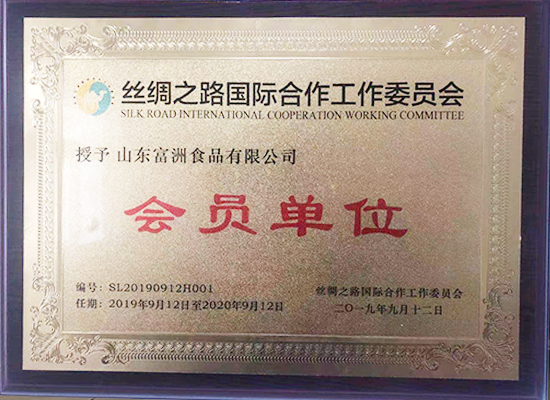 丝绸之路国际合作工作委员会
SILK ROAD INTERNATIONAL COOPERATION WORKING COMMITTEE
授予 山东富洲食品有限公司
会员单位
编号：SL20190912H001
丝绸之路国际合作工作委员会
任期：2019年9月12日至2020年9月12日
二〇一九年九月十二日